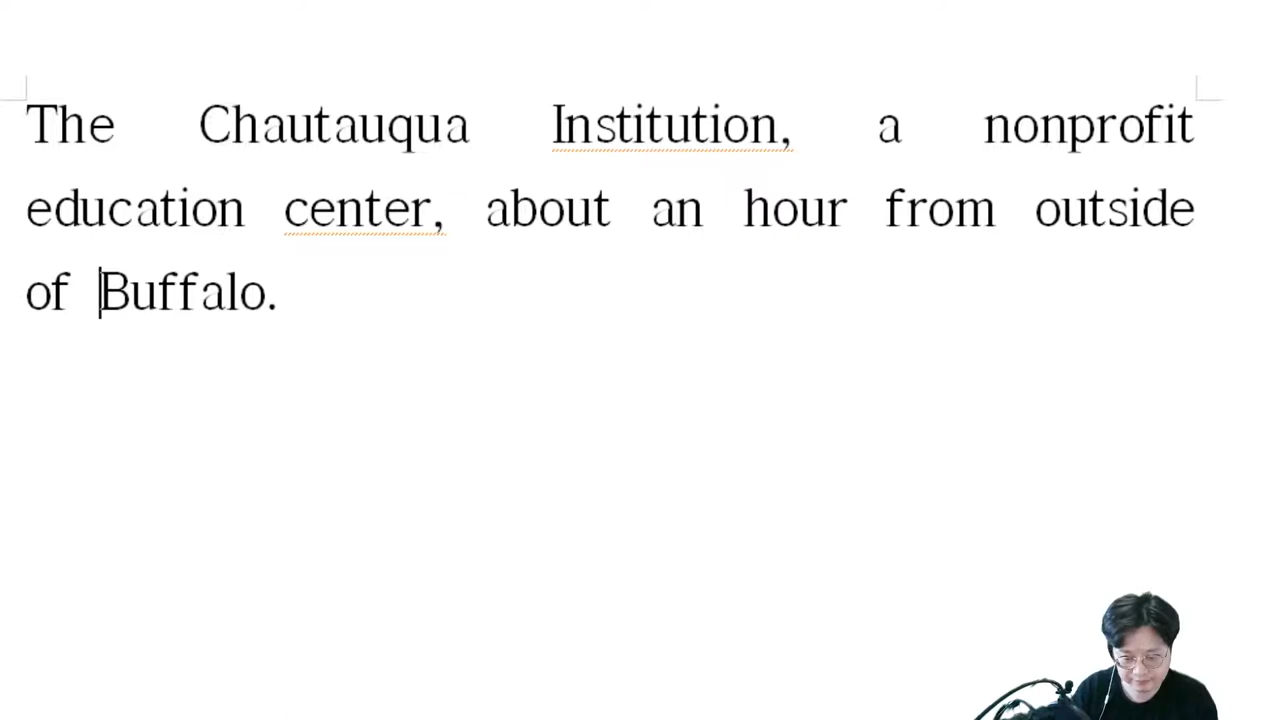 The Chautauqua Institution, a nonprofit
education center, about an hour from outside
of Buffalo.